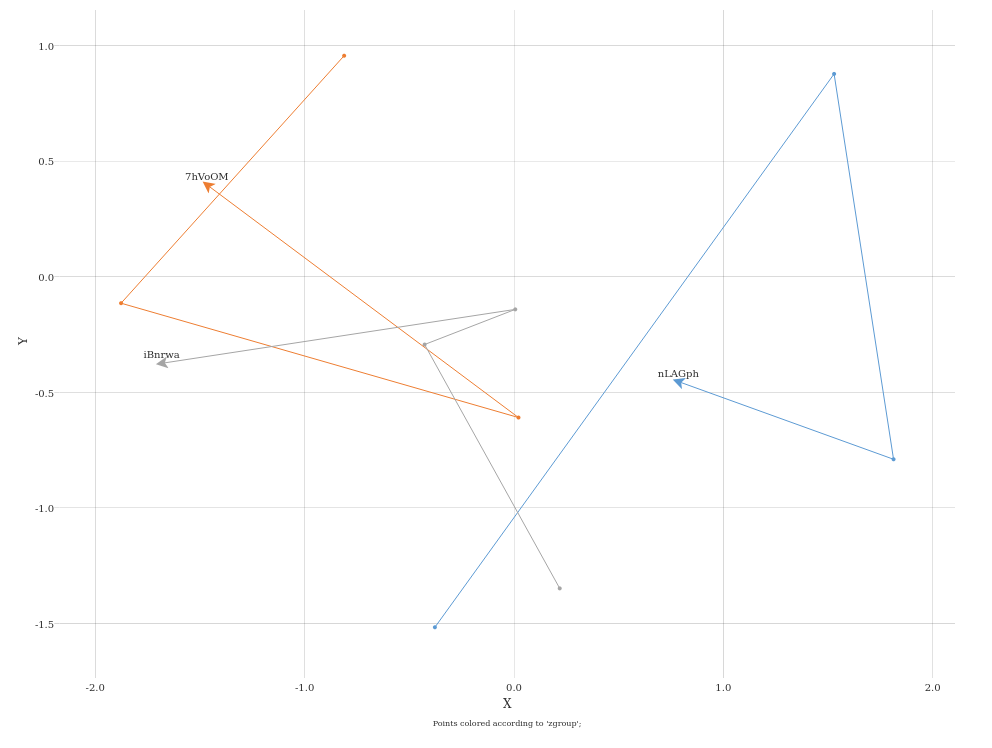 1.0
0.5
7hVoOM
0.0
Y
iBnrwa
nLAGph
-0.5
-1.0
-1.5
-2.0 -1.0 0.0 1.0 2.0
X
Points colored according to 'zgroup';